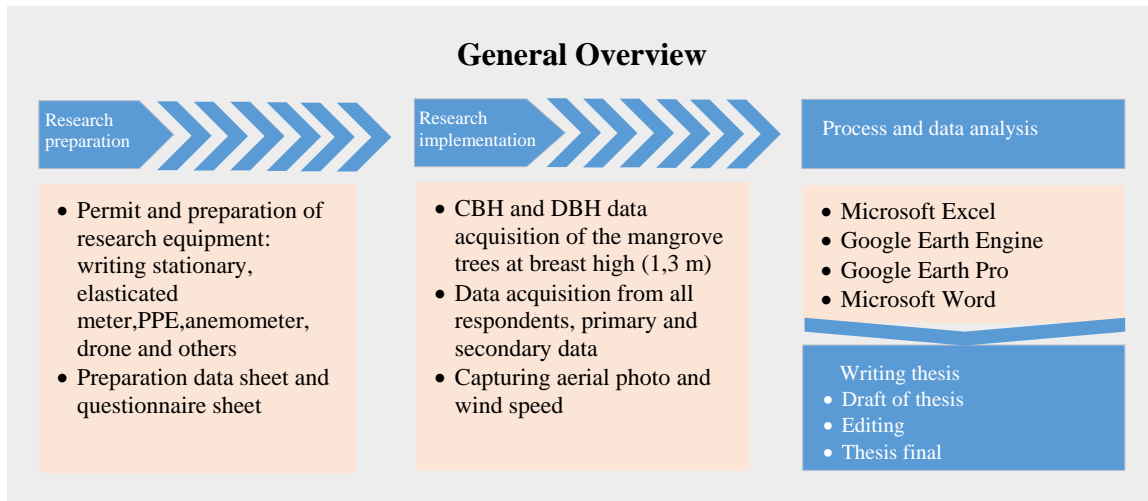 General Overview
Research
preparation
• Permit and preparation of
research equipment:
writing stationary,
elasticated
meter,PPE,anemometer,
drone and others
• Preparation data sheet and
questionnaire sheet
Research
implementation
• CBH and DBH data
acquisition of the mangrove
trees at breast high (1,3 m)
• Data acquisition from all
respondents, primary and
secondary data
• Capturing aerial photo and
wind speed
Process and data analysis
• Microsoft Excel
• Google Earth Engine
• Google Earth Pro
• Microsoft Word
Writing thesis
• Draft of thesis
• Editing
• Thesis final